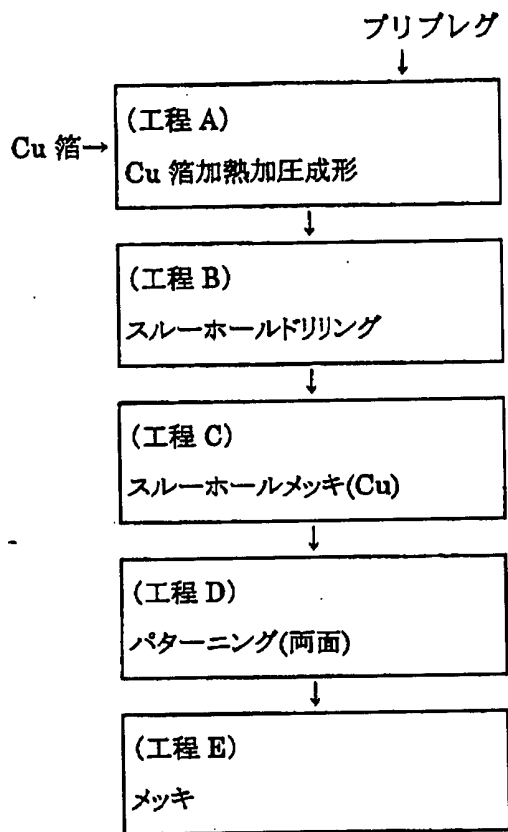 プリプレグ
↓
Cu 箔→
(工程 A)
Cu 箔加熱加圧成形
↓
(工程 B)
スルーホールドリリング
↓
(工程 C)
スルーホールメッキ(Cu)
↓
(工程 D)
パターニング(両面)
↓
(工程 E)
メッキ